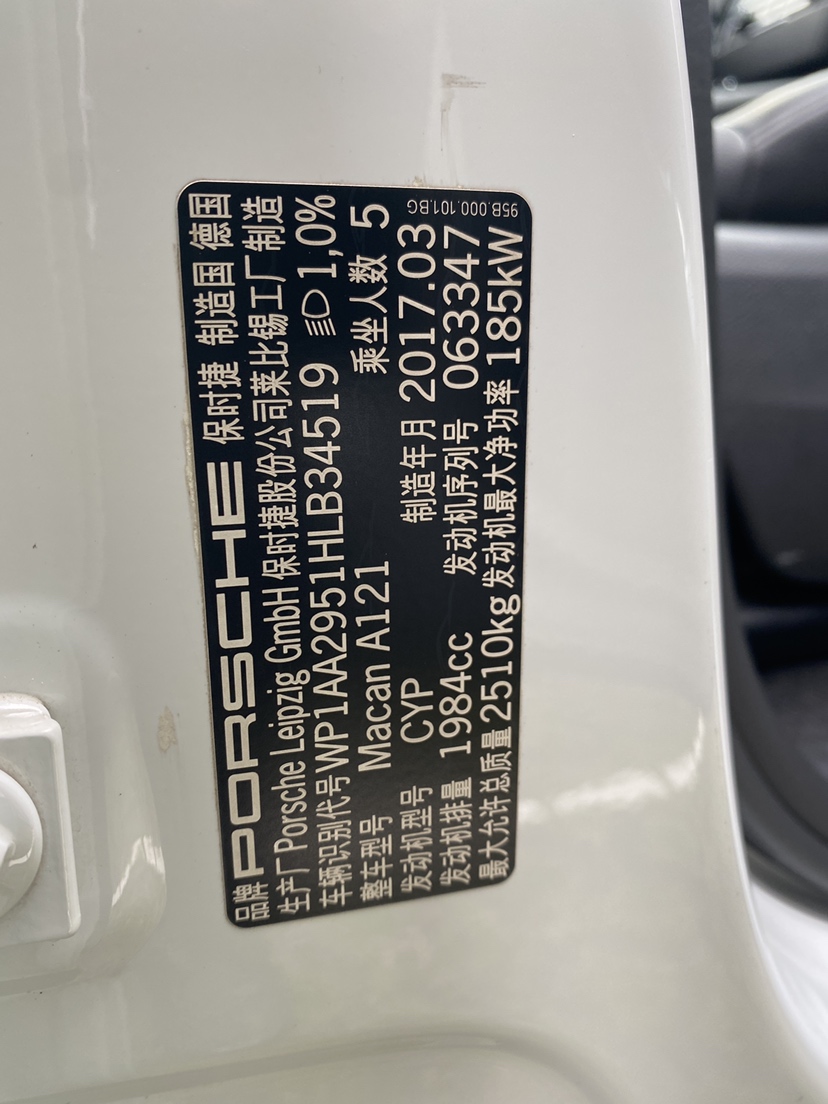 品牌 PORSCHE 保时捷 制造国 德国
生产厂 Porsche Leipzig GmbH 保时捷股份公司莱比锡工厂制造
车辆识别代号 WP1AA2951HLB34519 1,0%
整车型号 Macan A121 乘坐人数 5
发动机型号 CYP 制造年月 2017.03
发动机排量 1984cc 发动机序列号 063347
最大允许总质量 2510kg 发动机最大净功率 185kW
95B.000.101.BG